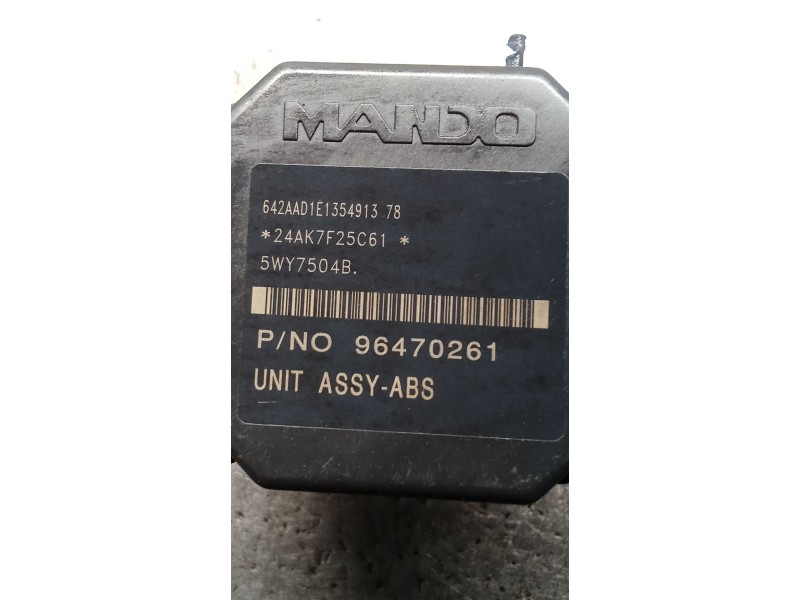 MANDO
642AAD1E1354913 78
*24AK7F25C61 *
5WY7504B.
P/NO 96470261
UNIT ASSY-ABS